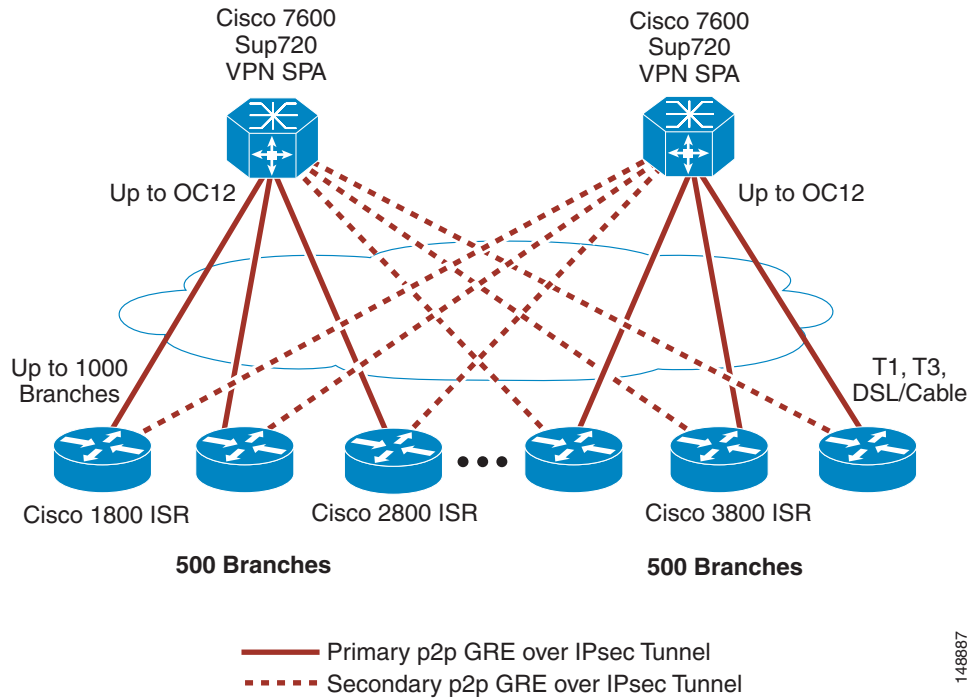 Cisco 7600
Sup720
VPN SPA
Cisco 7600
Sup720
VPN SPA
Up to OC12
Up to OC12
Up to 1000
Branches
T1, T3,
DSL/Cable
Cisco 1800 ISR
Cisco 2800 ISR
Cisco 3800 ISR
500 Branches
500 Branches
Primary p2p GRE over IPsec Tunnel
Secondary p2p GRE over IPsec Tunnel
148887